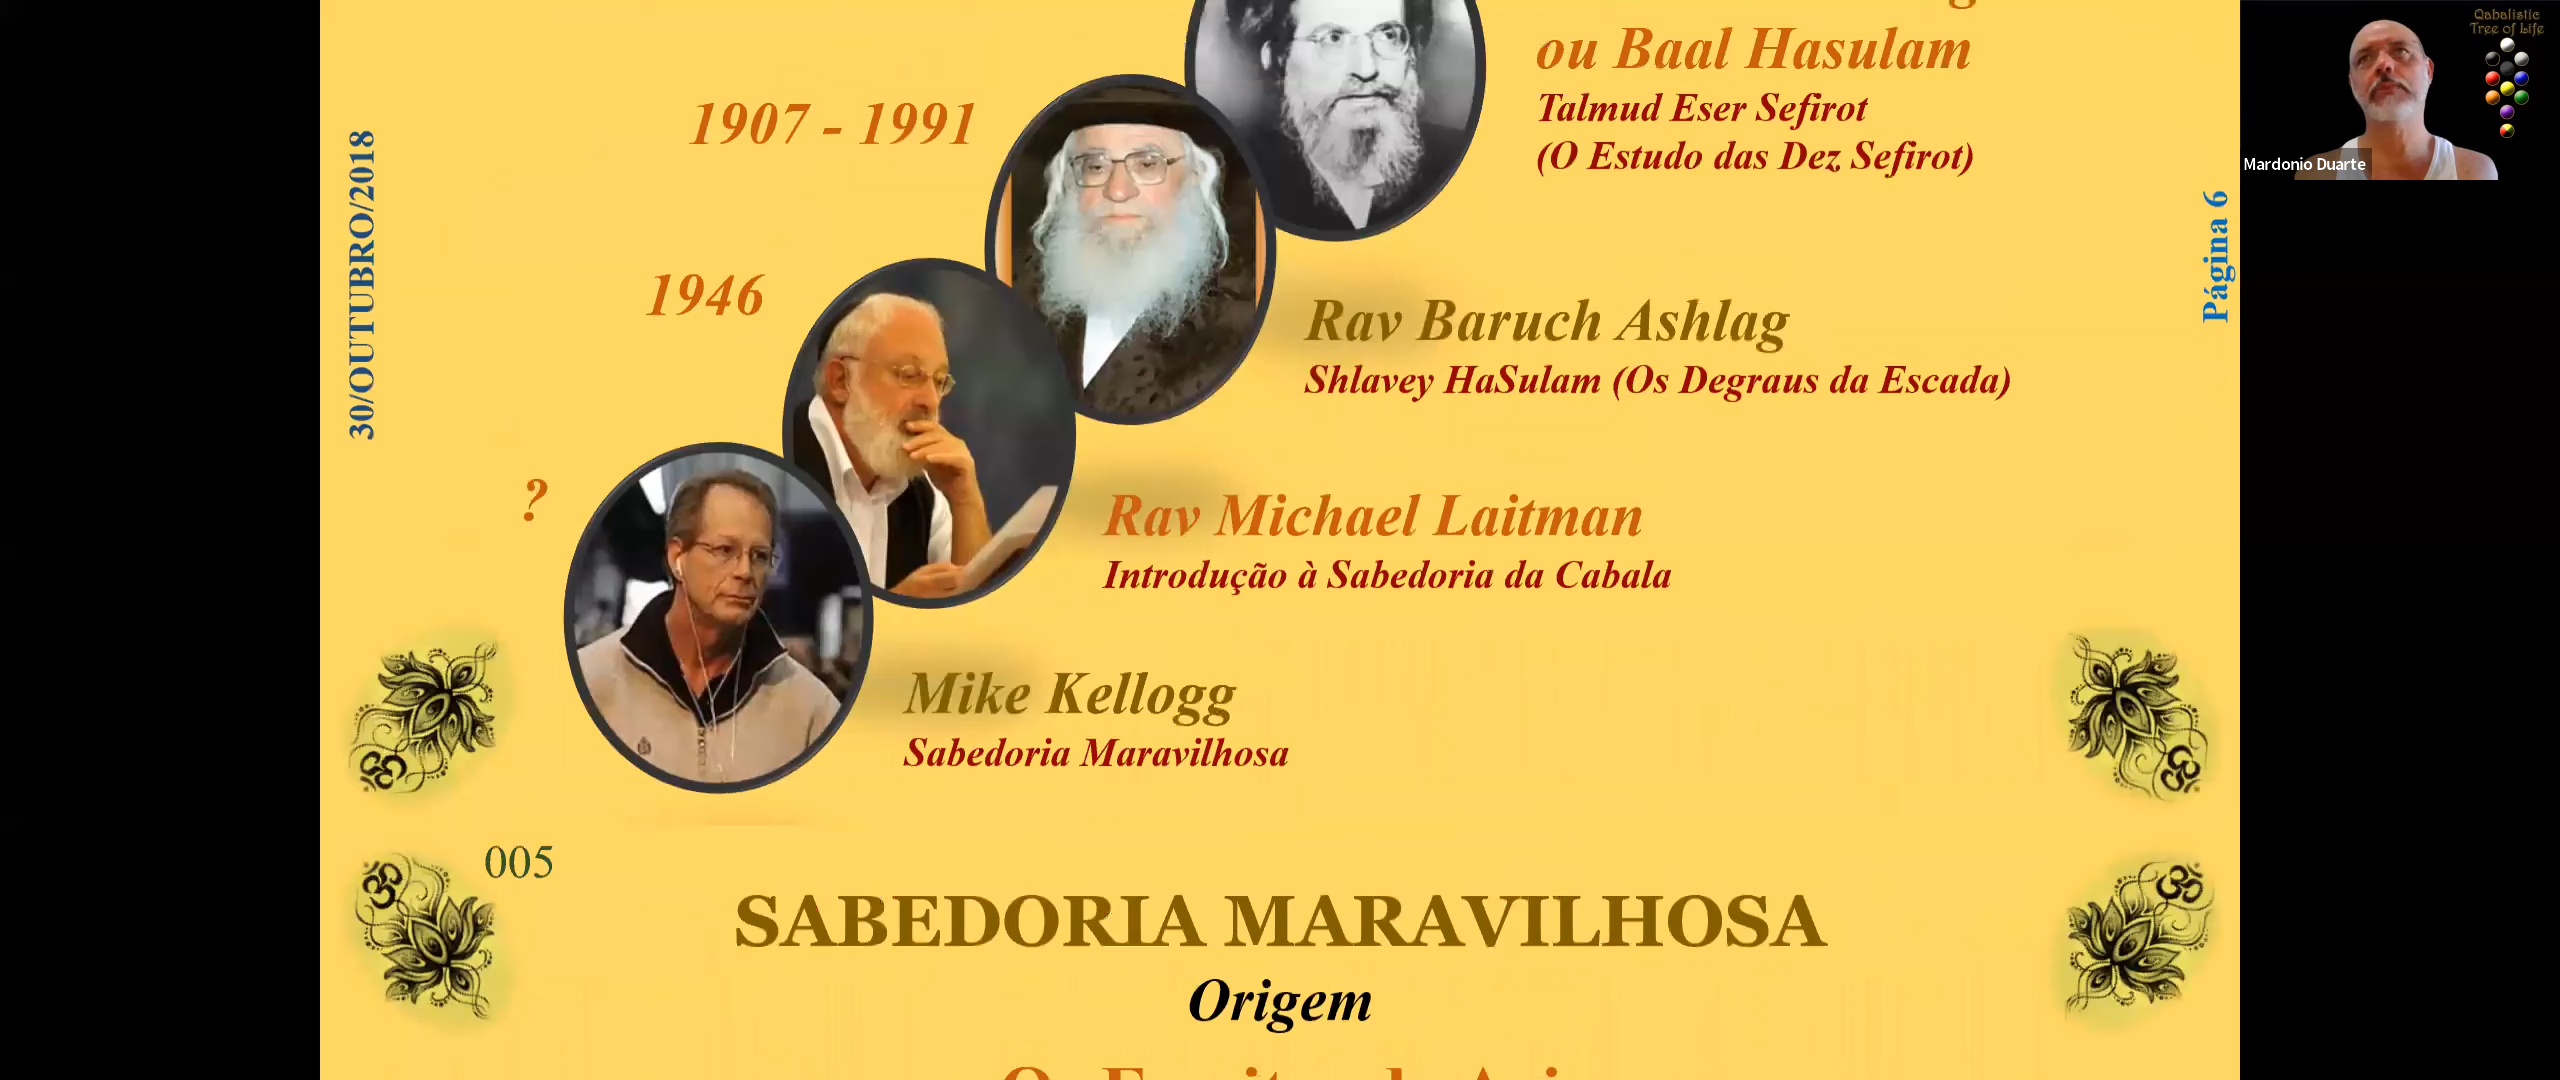 Qabalistic
Tree of Life
Mardonio Duarte
30/OUTUBRO/2018
Página 6
ou Baal Hasulam
Talmud Eser Sefirot
(O Estudo das Dez Sefirot)
1907 - 1991
Rav Baruch Ashlag
Shlavey HaSulam (Os Degraus da Escada)
1946
Rav Michael Laitman
Introdução à Sabedoria da Cabala
?
Mike Kellogg
Sabedoria Maravilhosa
005
SABEDORIA MARAVILHOSA
Origem